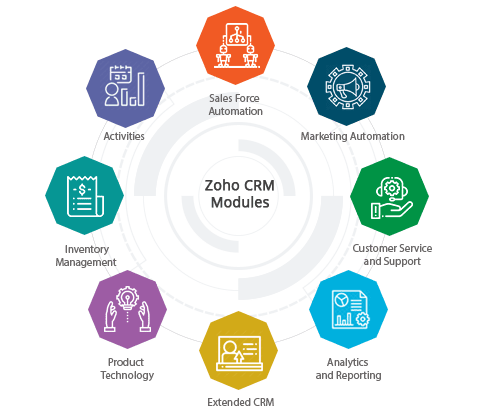 Zoho CRM
Modules
Sales Force
Automation
Marketing Automation
Customer Service
and Support
Analytics
and Reporting
Extended CRM
Product
Technology
Inventory
Management
Activities
$